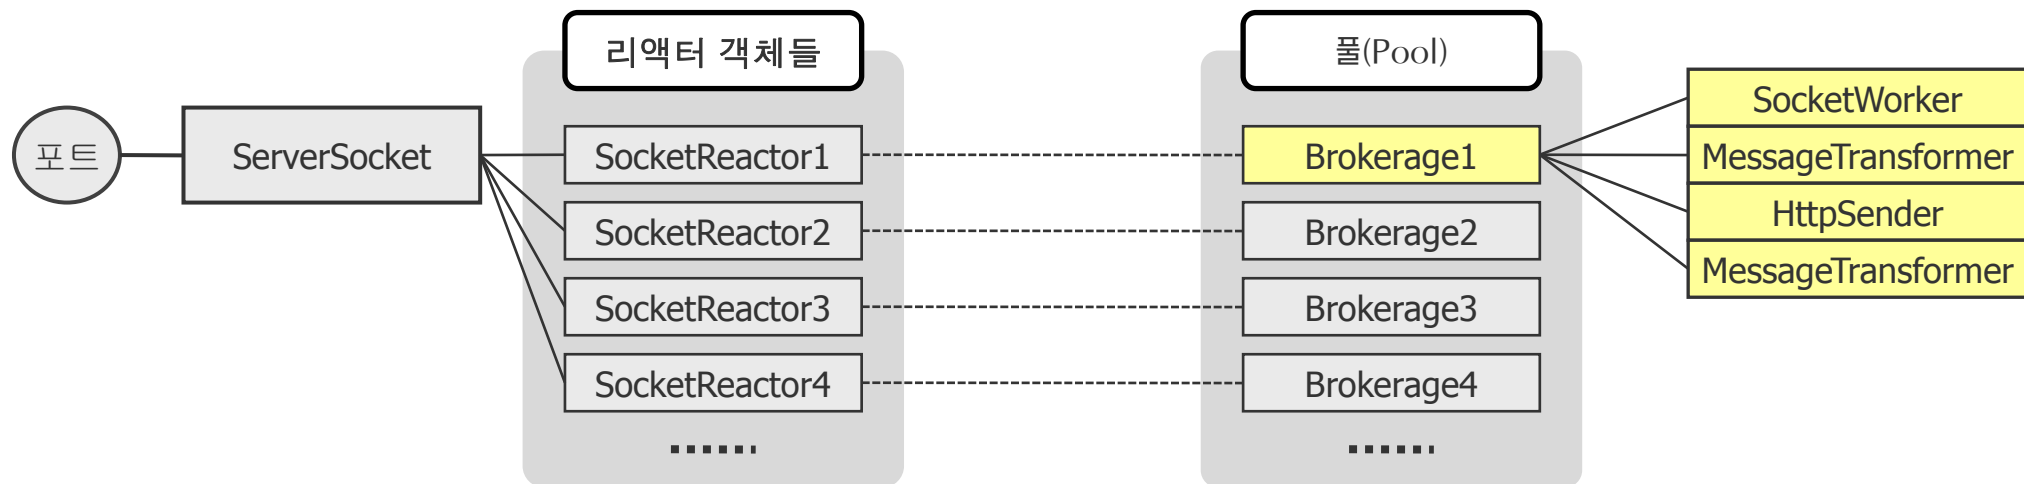 포트
ServerSocket
리액터 객체들
SocketReactor1
SocketReactor2
SocketReactor3
SocketReactor4
풀(Pool)
Brokerage1
Brokerage2
Brokerage3
Brokerage4
SocketWorker
MessageTransformer
HttpSender
MessageTransformer